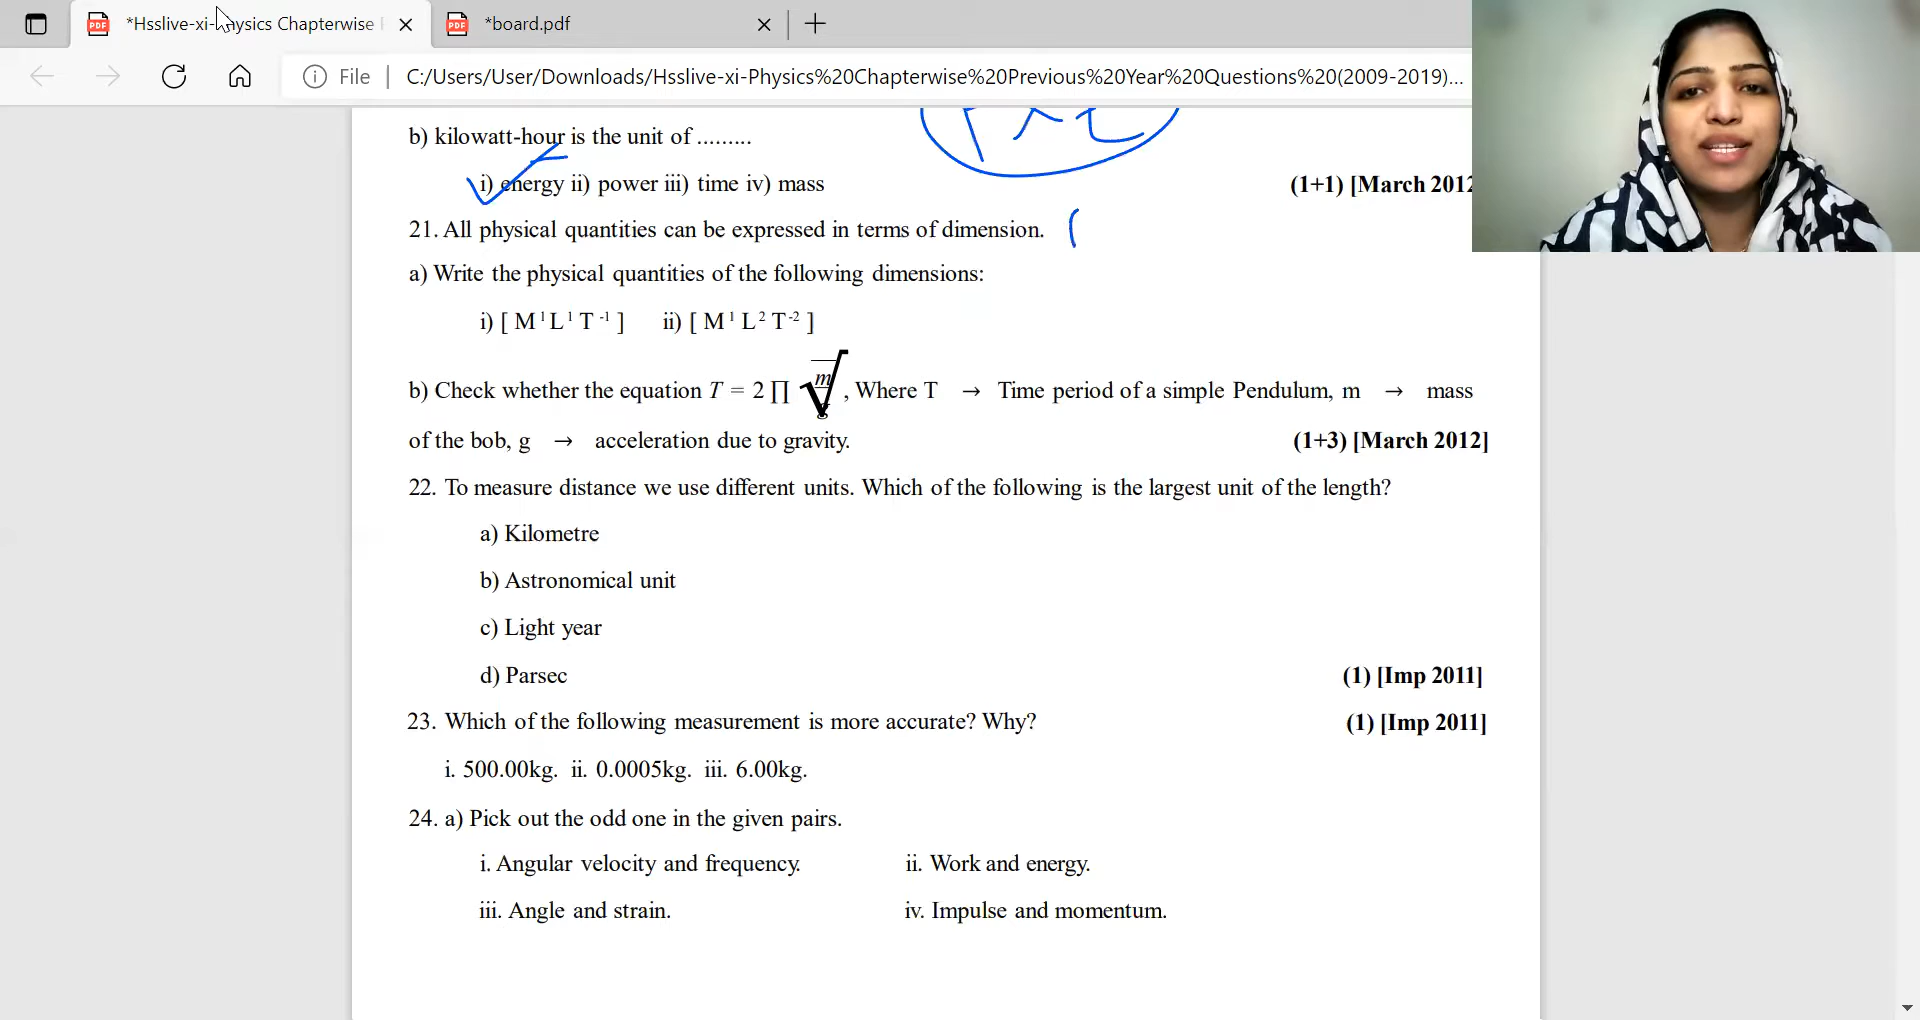 *Hsslive-xi-Physics Chapterwise
*board.pdf
File C:/Users/User/Downloads/Hsslive-xi-Physics%20Chapterwise%20Previous%20Year%20Questions%20(2009-2019)...
P × t
b) kilowatt-hour is the unit of .........
i) energy ii) power iii) time iv) mass (1+1) [March 2012
21. All physical quantities can be expressed in terms of dimension. (
a) Write the physical quantities of the following dimensions:
i) [ M¹ L¹ T⁻¹ ] ii) [ M¹ L² T⁻² ]
b) Check whether the equation T = 2 ∏ √m/g , Where T → Time period of a simple Pendulum, m → mass
of the bob, g → acceleration due to gravity. (1+3) [March 2012]
22. To measure distance we use different units. Which of the following is the largest unit of the length?
a) Kilometre
b) Astronomical unit
c) Light year
d) Parsec (1) [Imp 2011]
23. Which of the following measurement is more accurate? Why? (1) [Imp 2011]
i. 500.00kg. ii. 0.0005kg. iii. 6.00kg.
24. a) Pick out the odd one in the given pairs.
i. Angular velocity and frequency. ii. Work and energy.
iii. Angle and strain. iv. Impulse and momentum.